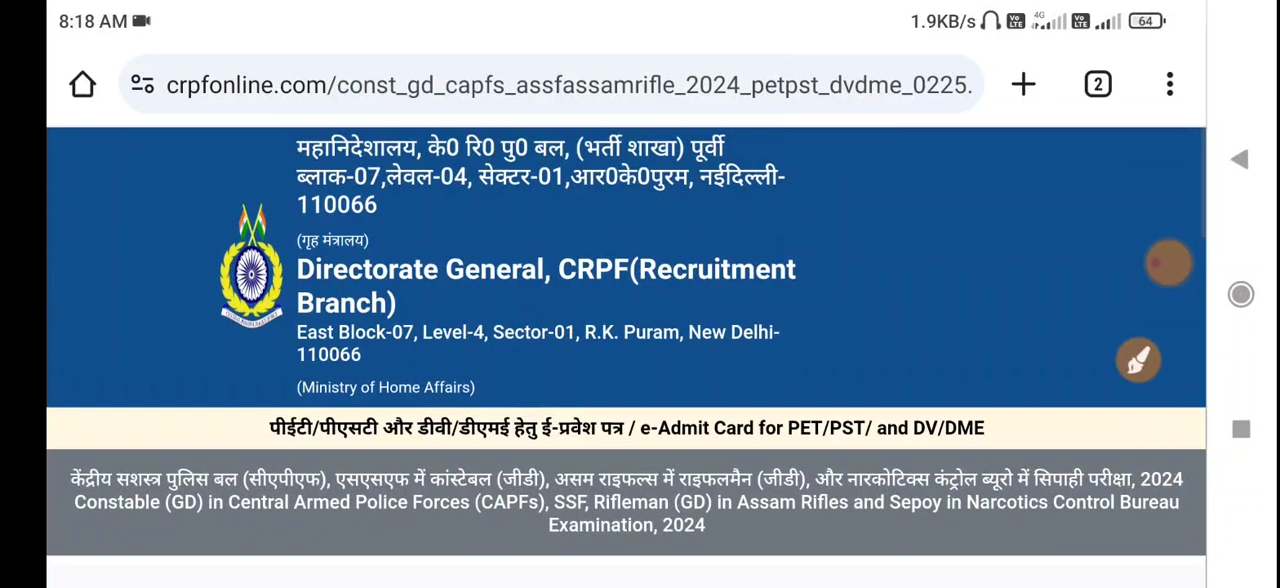 8:18 AM
1.9KB/s
4G
64
crpfonline.com/const_gd_capfs_assfassamrifle_2024_petpst_dvdme_0225.
2
महानिदेशालय, के0 रि0 पु0 बल, (भर्ती शाखा) पूर्वी
ब्लाक-07,लेवल-04, सेक्टर-01,आर0के0पुरम, नईदिल्ली-
110066
(गृह मंत्रालय)
Directorate General, CRPF(Recruitment
Branch)
East Block-07, Level-4, Sector-01, R.K. Puram, New Delhi-
110066
(Ministry of Home Affairs)
पीईटी/पीएसटी और डीवी/डीएमई हेतु ई-प्रवेश पत्र / e-Admit Card for PET/PST/ and DV/DME
केंद्रीय सशस्त्र पुलिस बल (सीएपीएफ), एसएसएफ में कांस्टेबल (जीडी), असम राइफल्स में राइफलमैन (जीडी), और नारकोटिक्स कंट्रोल ब्यूरो में सिपाही परीक्षा, 2024
Constable (GD) in Central Armed Police Forces (CAPFs), SSF, Rifleman (GD) in Assam Rifles and Sepoy in Narcotics Control Bureau
Examination, 2024